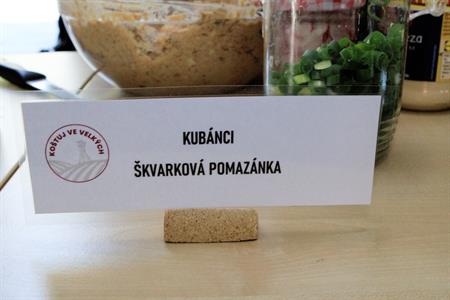 KOŠTUJ VE VELKÝCH
KUBÁNCI
ŠKVARKOVÁ POMAZÁNKA